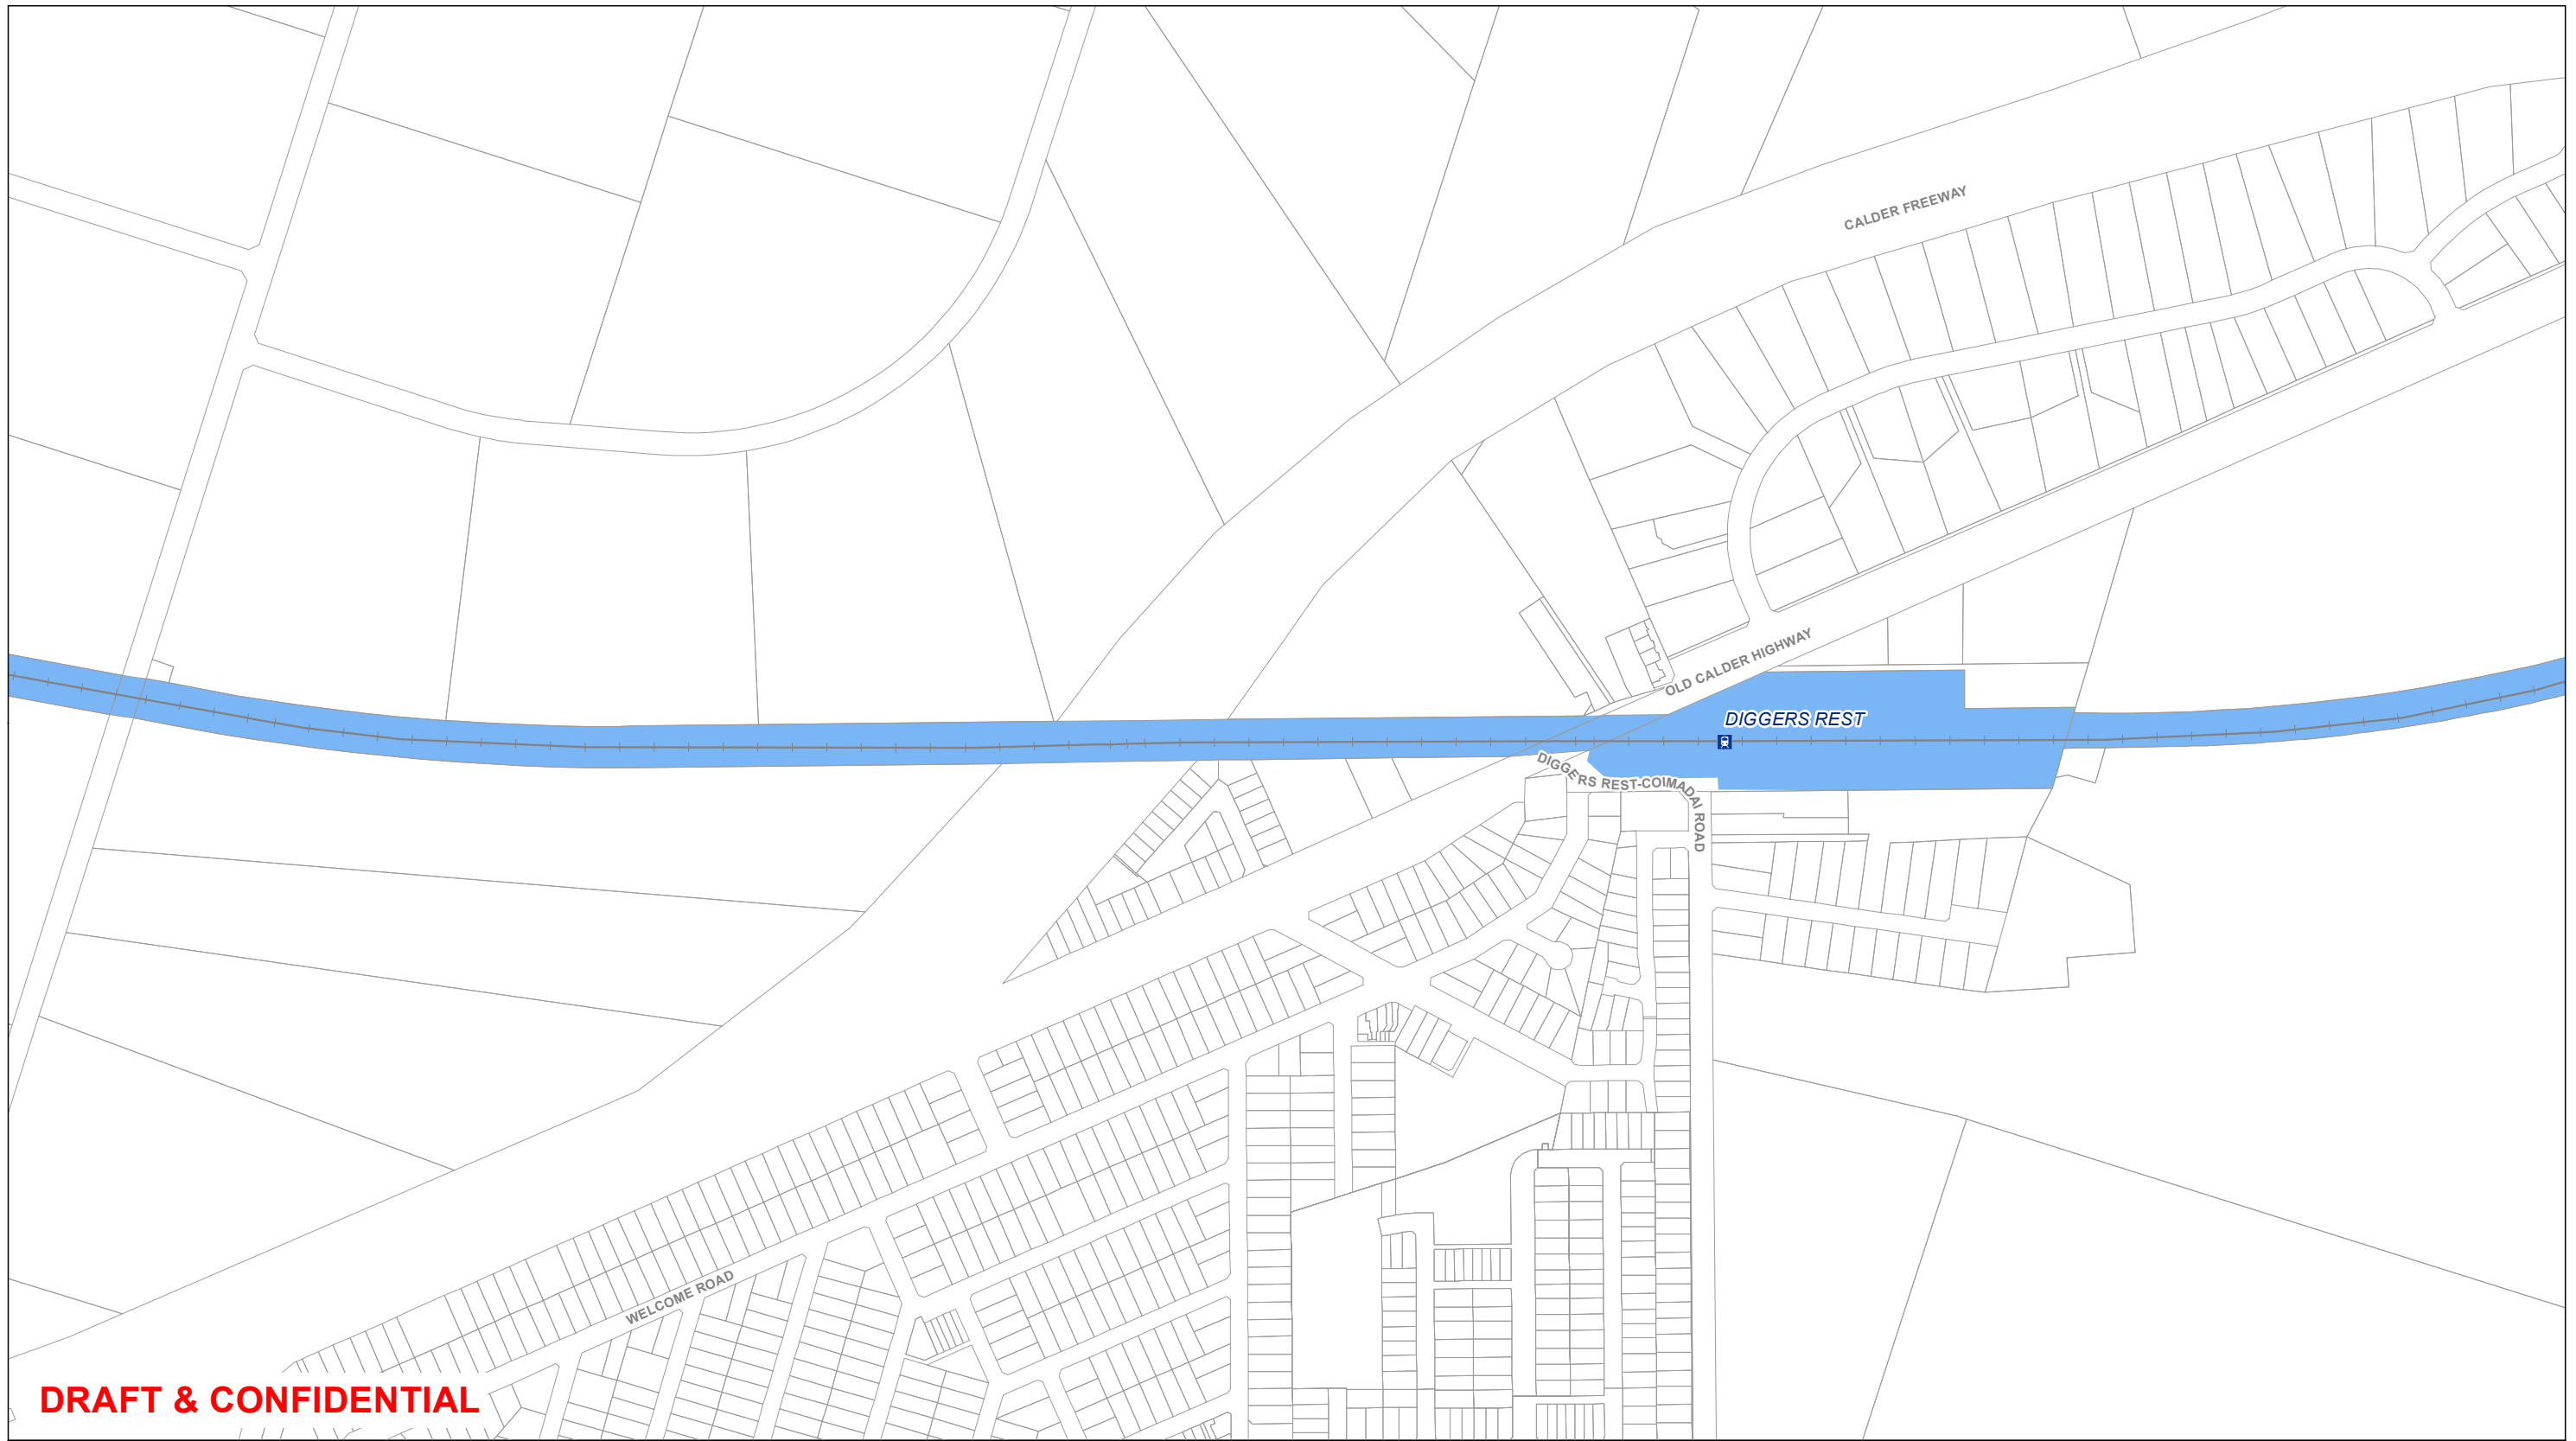 CALDER FREEWAY
OLD CALDER HIGHWAY
DIGGERS REST
DIGGERS REST-COIMADAI ROAD
WELCOME ROAD
DRAFT & CONFIDENTIAL